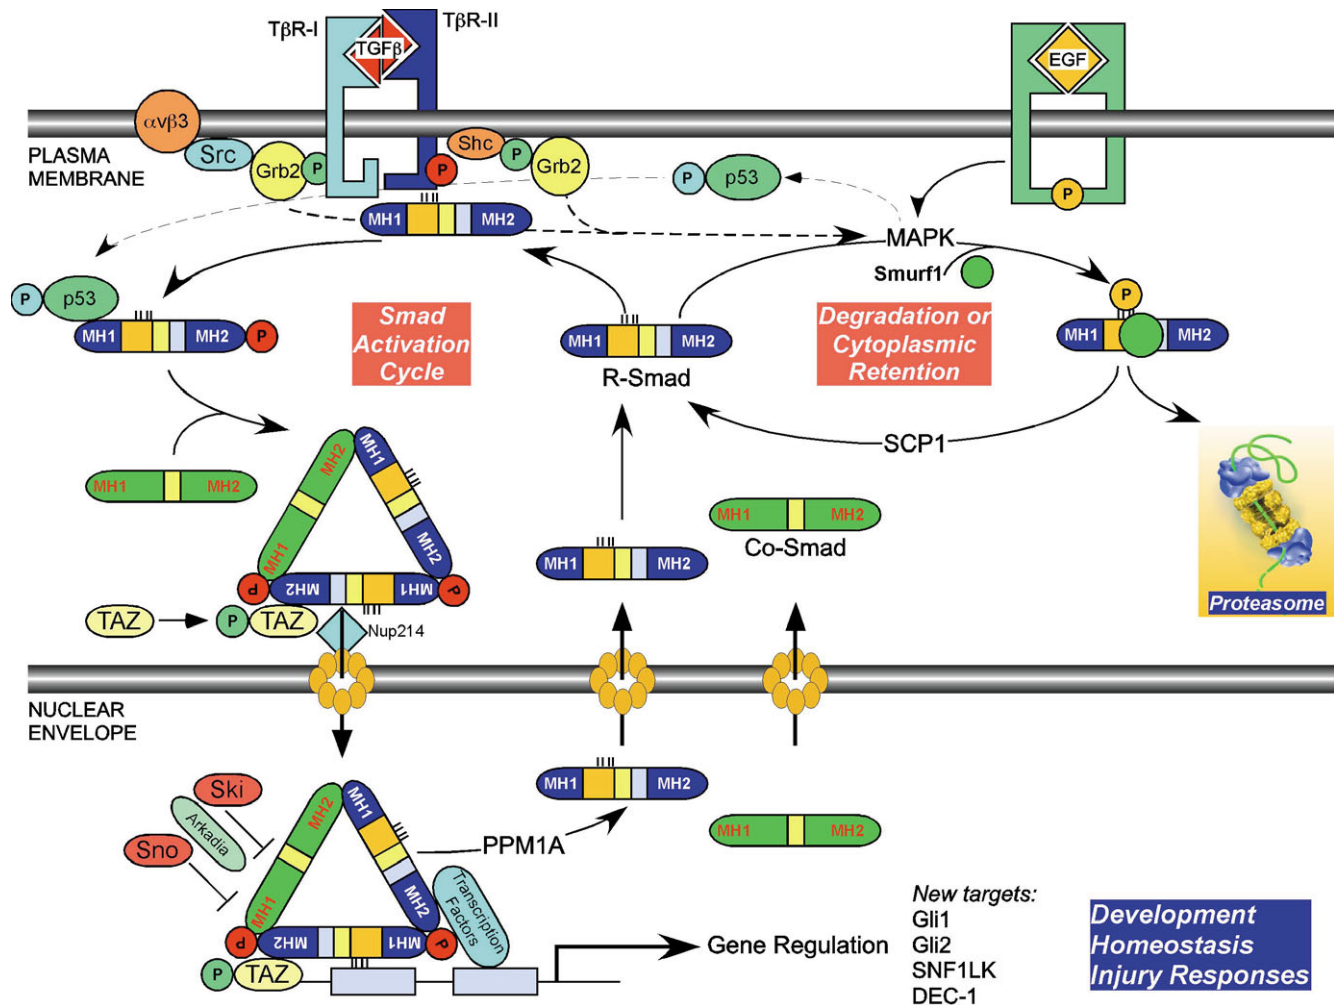 TβR-I
TβR-II
TGFβ
EGF
αvβ3
Src
Grb2
P
Shc
P
Grb2
P
P
p53
P
PLASMA
MEMBRANE
MH1
MH2
MAPK
Smurf1
P
P
p53
MH1
MH2
P
Smad
Activation
Cycle
MH1
MH2
R-Smad
Degradation or
Cytoplasmic
Retention
MH1
MH2
SCP1
MH1
MH2
MH2
MH1
MH1
MH2
P
MH2
MH1
P
TAZ
P
TAZ
Nup214
MH1
MH2
MH1
MH2
Co-Smad
Proteasome
NUCLEAR
ENVELOPE
Ski
Arkadia
Sno
MH2
MH1
MH1
MH2
PPM1A
MH1
MH2
MH1
MH2
Transcription
Factors
P
MH2
MH1
P
P
TAZ
Gene Regulation
New targets:
Gli1
Gli2
SNF1LK
DEC-1
Development
Homeostasis
Injury Responses